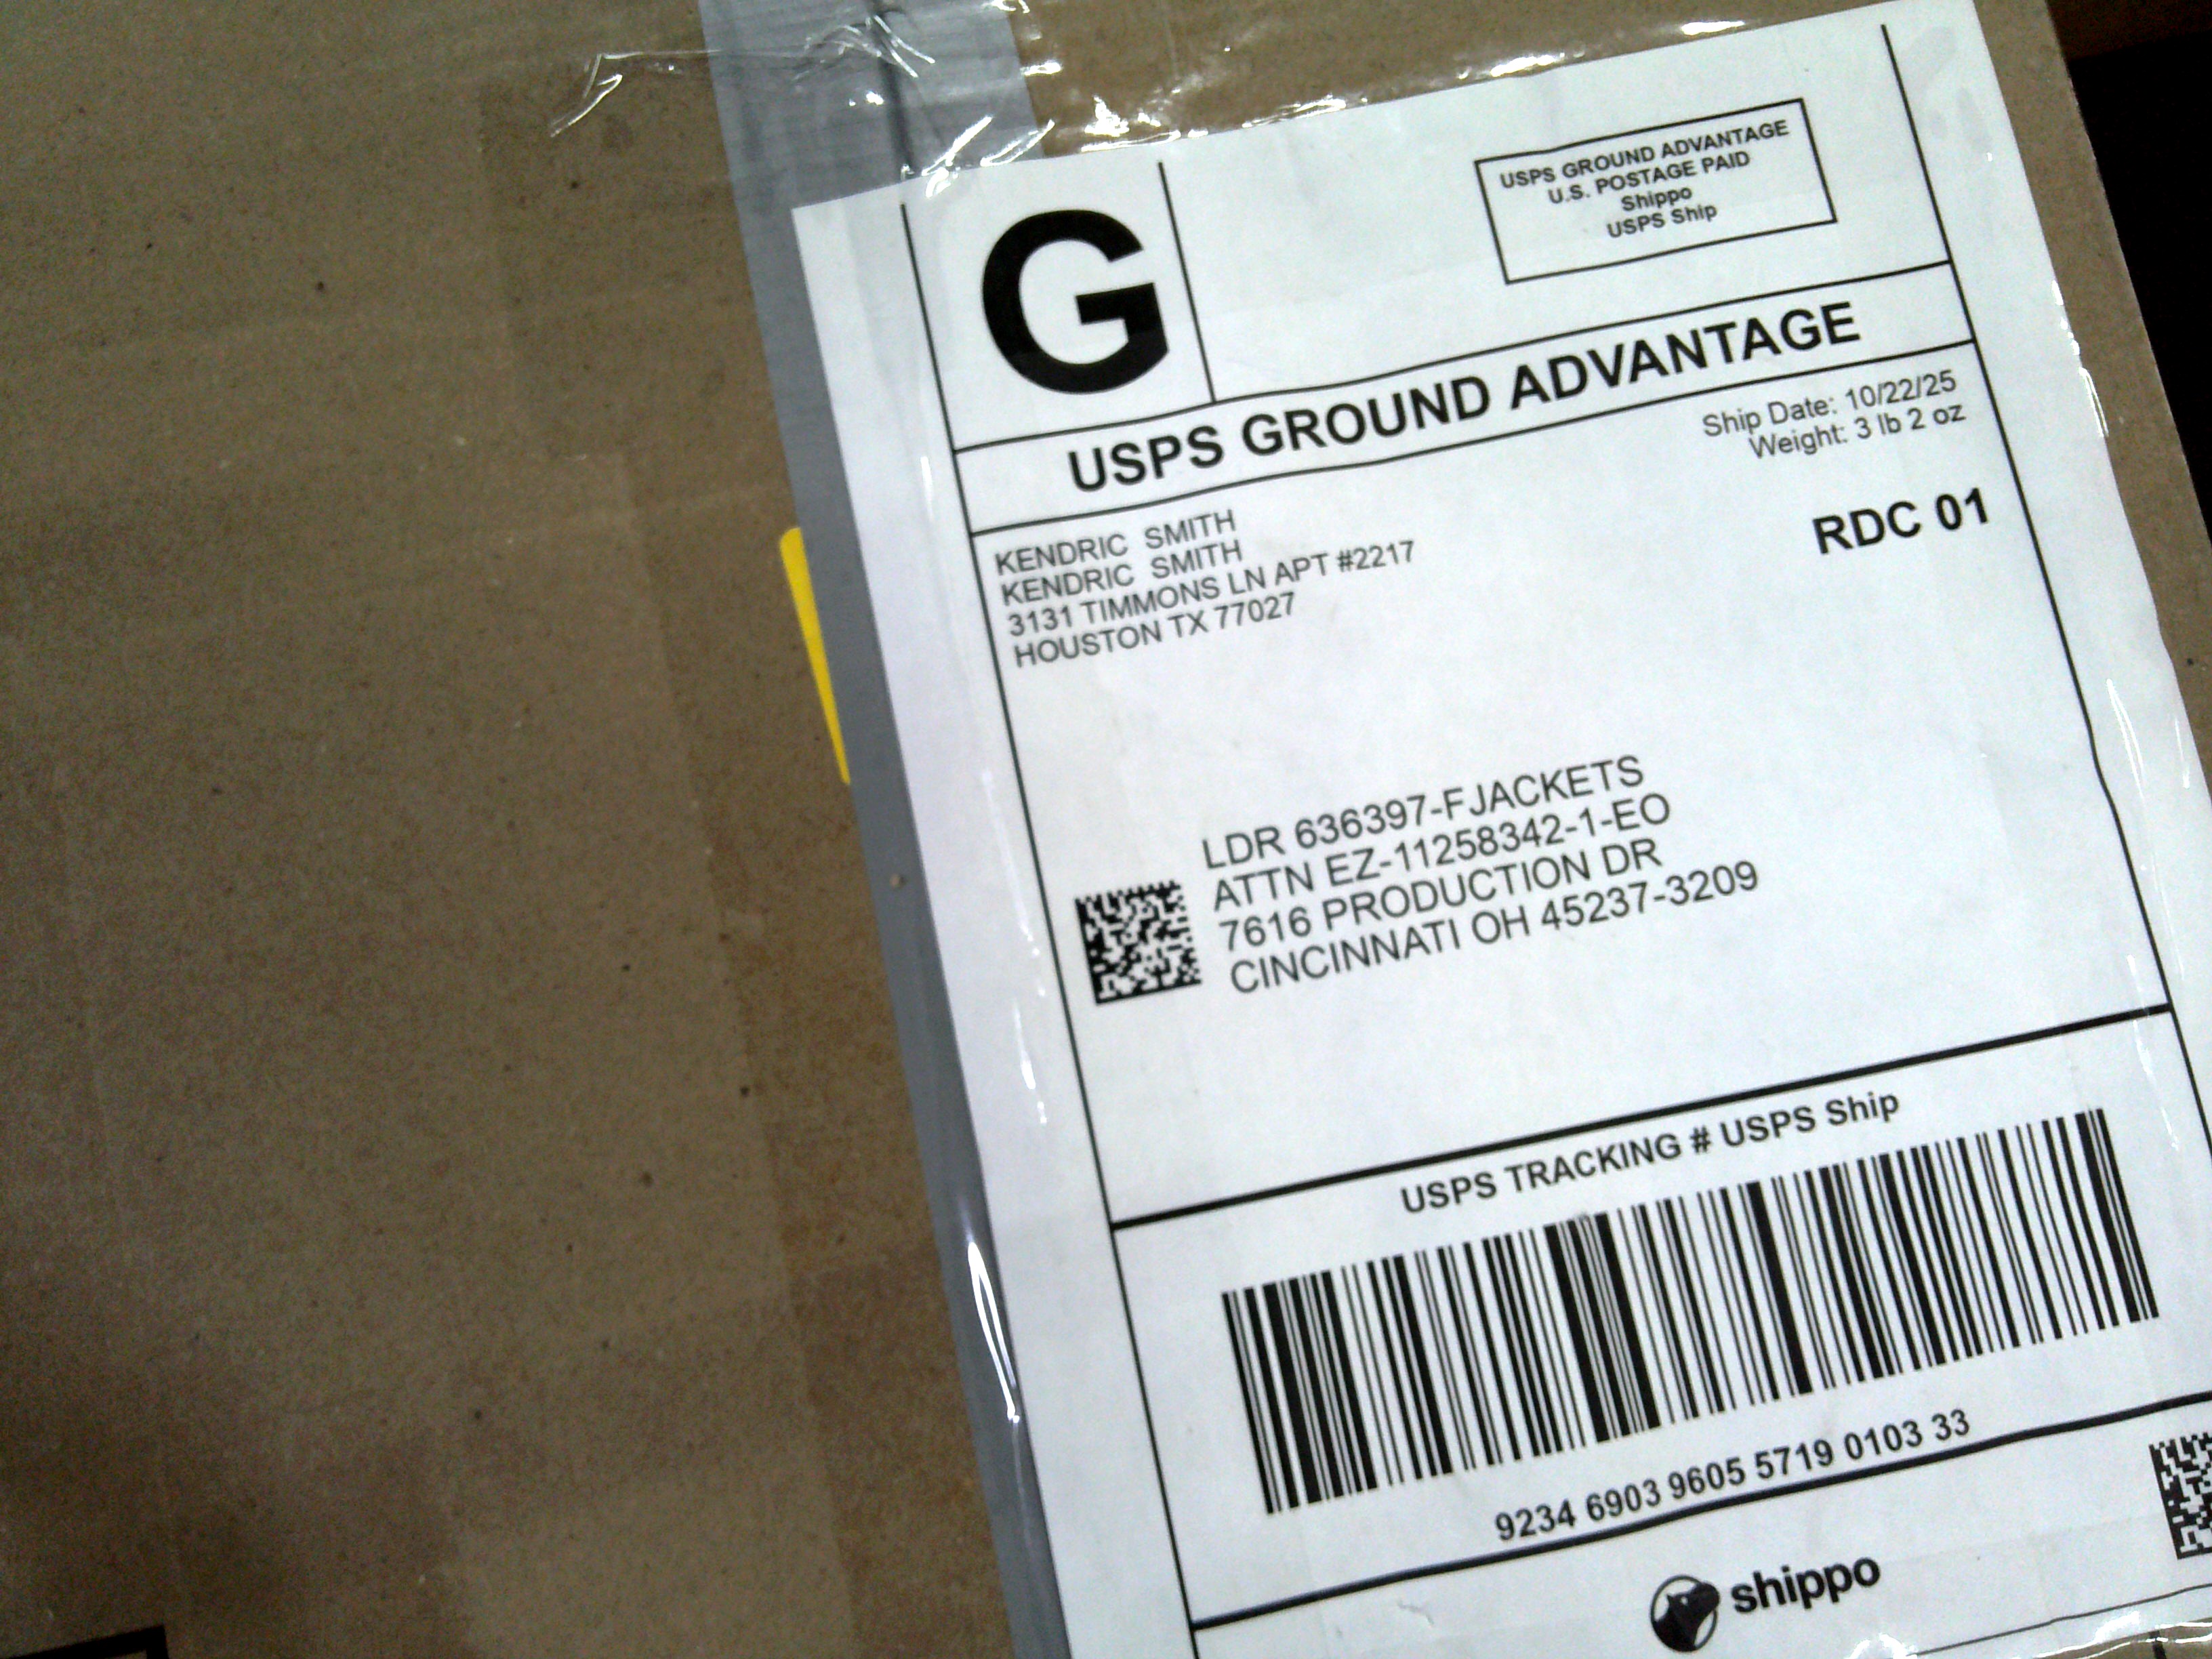 G
USPS GROUND ADVANTAGE
U.S. POSTAGE PAID
Shippo
USPS Ship
USPS GROUND ADVANTAGE
Ship Date: 10/22/25
Weight: 3 lb 2 oz
RDC 01
KENDRIC SMITH
KENDRIC SMITH
3131 TIMMONS LN APT #2217
HOUSTON TX 77027
LDR 636397-FJACKETS
ATTN EZ-11258342-1-EO
7616 PRODUCTION DR
CINCINNATI OH 45237-3209
USPS TRACKING # USPS Ship
9234 6903 9605 5719 0103 33
shippo